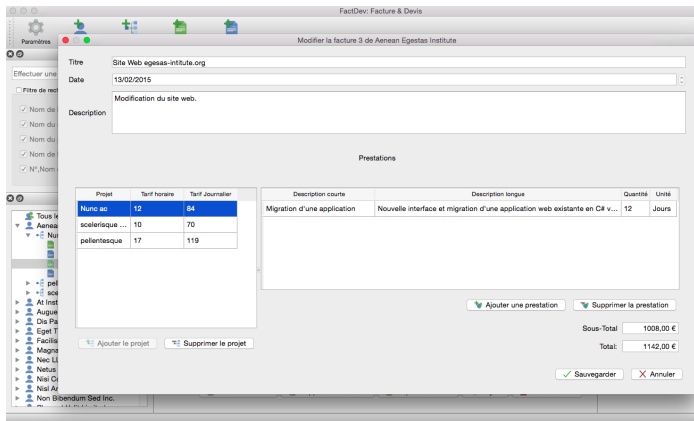 FactDev: Facture & Devis
Paramètres
Modifier la facture 3 de Aenean Egestas Institute
Effectuer une
Filtre de rec
Nom de
Nom du
Nom du
Nom de
N°,Nom
Titre
Site Web egesas-intitute.org
Date
13/02/2015
Description
Modification du site web.
Prestations
Projet Tarif horaire Tarif Journalier
Nunc ac 12 84
scelerisque ... 10 70
pellentesque 17 119
Description courte Description longue Quantité Unité
Migration d'une application Nouvelle interface et migration d'une application web existante en C# v... 12 Jours
Tous le
Aenea
Nu
pel
sce
At Inst
Augue
Dis Pa
Eget T
Facilis
Magna
Nec L
Netus
Nisi C
Nisl Ar
Non Bibendum Sed Inc.
Ajouter le projet
Supprimer le projet
Ajouter une prestation
Supprimer la prestation
Sous-Total 1008,00 €
Total: 1142,00 €
Sauvegarder
Annuler